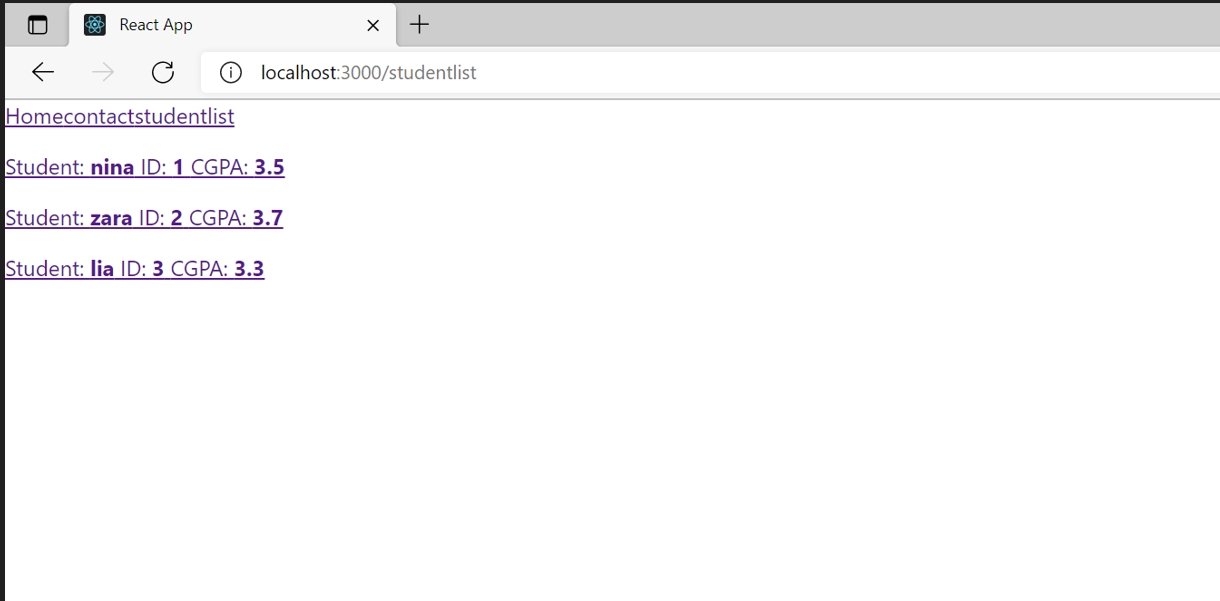 React App
localhost:3000/studentlist
Homecontactstudentlist
Student: nina ID: 1 CGPA: 3.5
Student: zara ID: 2 CGPA: 3.7
Student: lia ID: 3 CGPA: 3.3